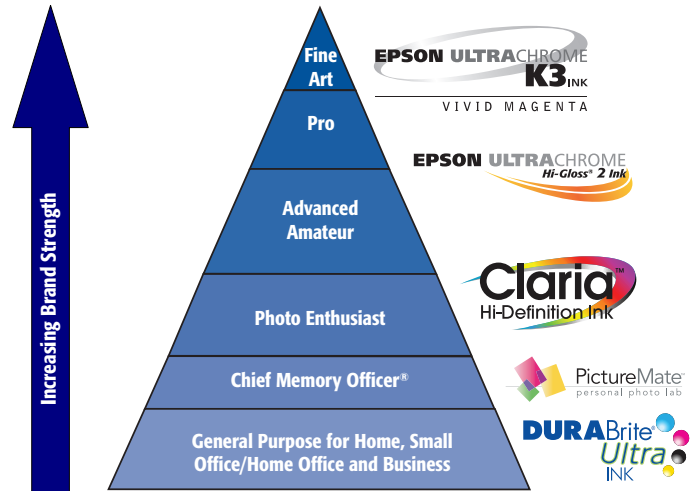 Increasing Brand Strength
Fine
Art
Pro
Advanced
Amateur
Photo Enthusiast
Chief Memory Officer®
General Purpose for Home, Small
Office/Home Office and Business
EPSON ULTRACHROME
K3 INK
VIVID MAGENTA
EPSON ULTRACHROME
Hi-Gloss® 2 Ink
Claria™
Hi-Definition Ink
PictureMate™
personal photo lab
DURABrite®
Ultra
INK